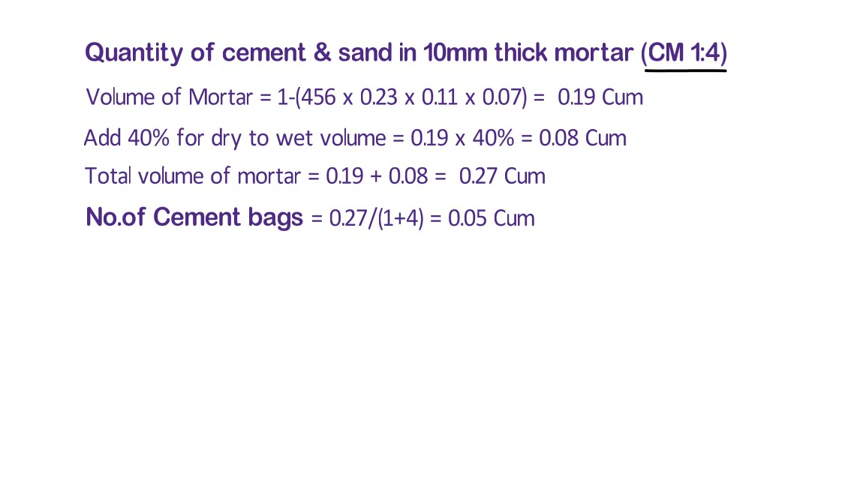 Quantity of cement & sand in 10mm thick mortar (CM 1:4)
Volume of Mortar = 1-(456 x 0.23 x 0.11 x 0.07) = 0.19 Cum
Add 40% for dry to wet volume = 0.19 x 40% = 0.08 Cum
Total volume of mortar = 0.19 + 0.08 = 0.27 Cum
No.of Cement bags = 0.27/(1+4) = 0.05 Cum